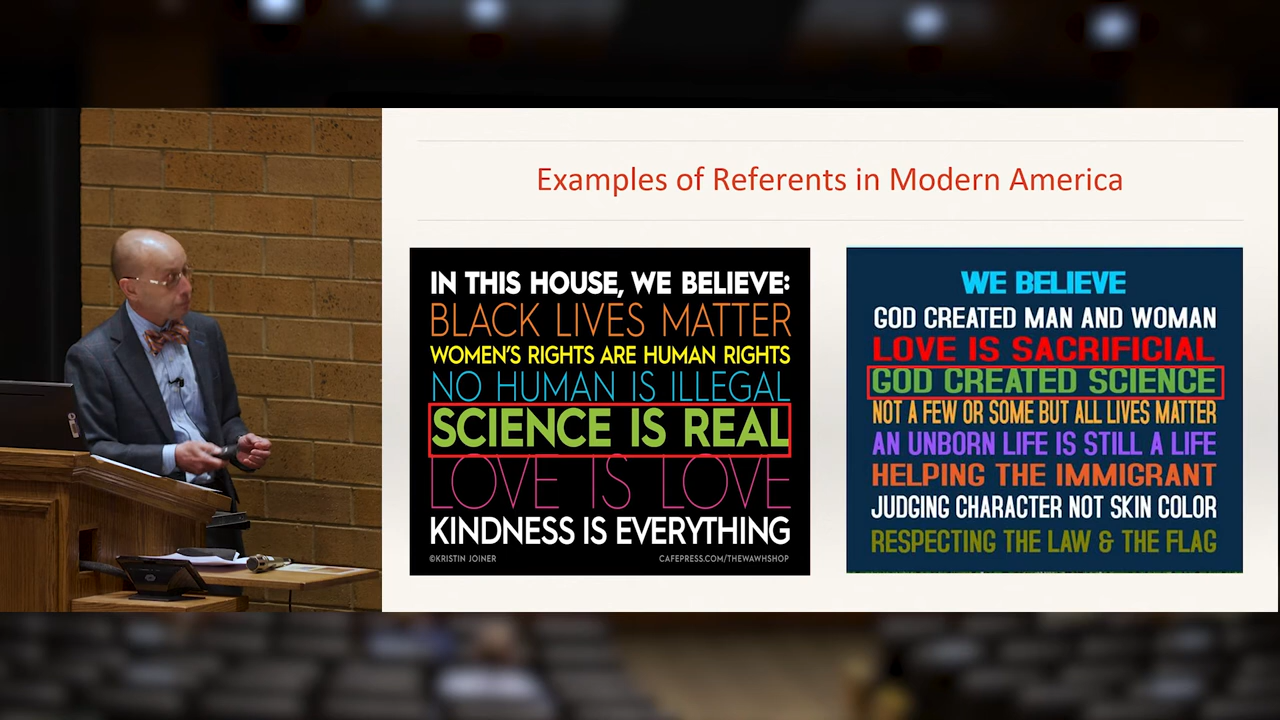 Examples of Referents in Modern America
IN THIS HOUSE, WE BELIEVE:
BLACK LIVES MATTER
WOMEN'S RIGHTS ARE HUMAN RIGHTS
NO HUMAN IS ILLEGAL
SCIENCE IS REAL
LOVE IS LOVE
KINDNESS IS EVERYTHING
©KRISTIN JOINER
CAFEPRESS.COM/THEWAWHSHOP
WE BELIEVE
GOD CREATED MAN AND WOMAN
LOVE IS SACRIFICIAL
GOD CREATED SCIENCE
NOT A FEW OR SOME BUT ALL LIVES MATTER
AN UNBORN LIFE IS STILL A LIFE
HELPING THE IMMIGRANT
JUDGING CHARACTER NOT SKIN COLOR
RESPECTING THE LAW & THE FLAG